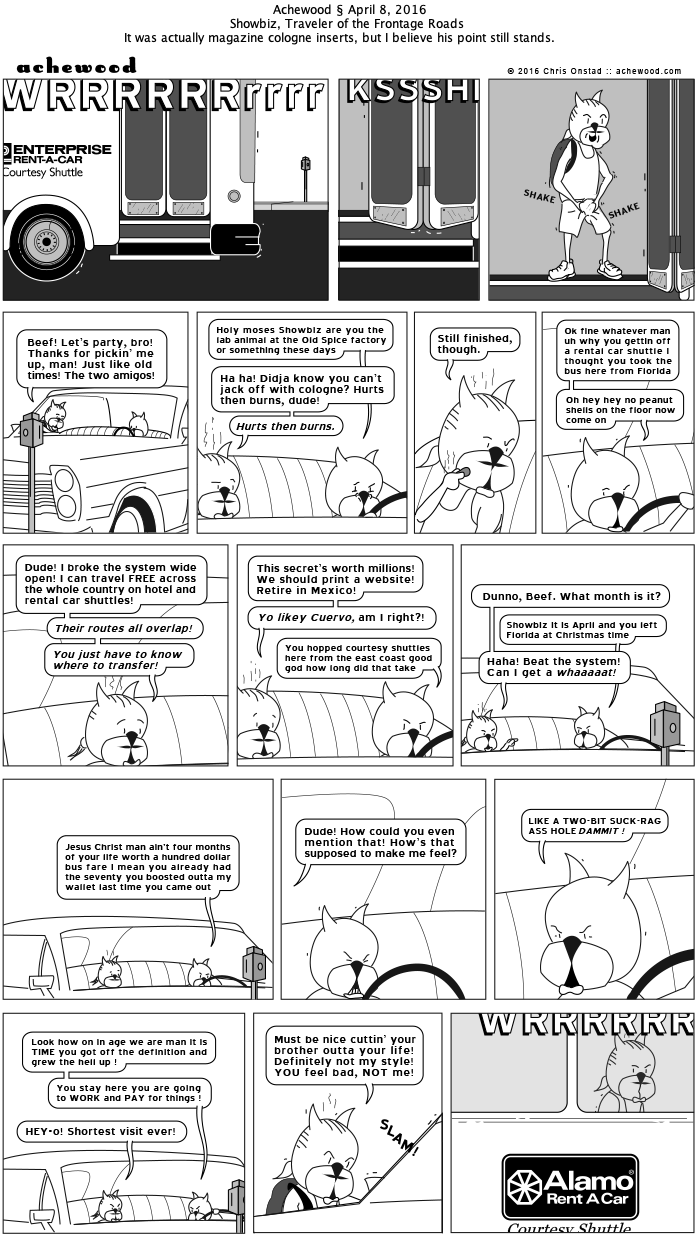 Achewood § April 8, 2016
Showbiz, Traveler of the Frontage Roads
It was actually magazine cologne inserts, but I believe his point still stands.
achewood
© 2016 Chris Onstad :: achewood.com
WRRRRRRRrrrr
ENTERPRISE
RENT-A-CAR
Courtesy Shuttle
KSSSHH
SHAKE
SHAKE
Beef! Let's party, bro!
Thanks for pickin' me
up, man! Just like old
times! The two amigos!
Holy moses Showbiz are you the
lab animal at the Old Spice factory
or something these days
Ha ha! Didja know you can't
jack off with cologne? Hurts
then burns, dude!
Hurts then burns.
Still finished,
though.
Ok fine whatever man
uh why you gettin off
a rental car shuttle I
thought you took the
bus here from Florida
Oh hey hey no peanut
shells on the floor now
come on
Dude! I broke the system wide
open! I can travel FREE across
the whole country on hotel and
rental car shuttles!
Their routes all overlap!
You just have to know
where to transfer!
This secret's worth millions!
We should print a website!
Retire in Mexico!
Yo likey Cuervo, am I right?!
You hopped courtesy shuttles
here from the east coast good
god how long did that take
Dunno, Beef. What month is it?
Showbiz it is April and you left
Florida at Christmas time
Haha! Beat the system!
Can I get a whaaaaat!
Jesus Christ man ain't four months
of your life worth a hundred dollar
bus fare I mean you already had
the seventy you boosted outta my
wallet last time you came out
Dude! How could you even
mention that! How's that
supposed to make me feel?
LIKE A TWO-BIT SUCK-RAG
ASS HOLE DAMMIT !
Look how on in age we are man it is
TIME you got off the definition and
grew the hell up !
You stay here you are going
to WORK and PAY for things !
HEY-o! Shortest visit ever!
Must be nice cuttin' your
brother outta your life!
Definitely not my style!
YOU feel bad, NOT me!
SLAM!
WRRRRRRR
Alamo
Rent A Car
Courtesy Shuttle